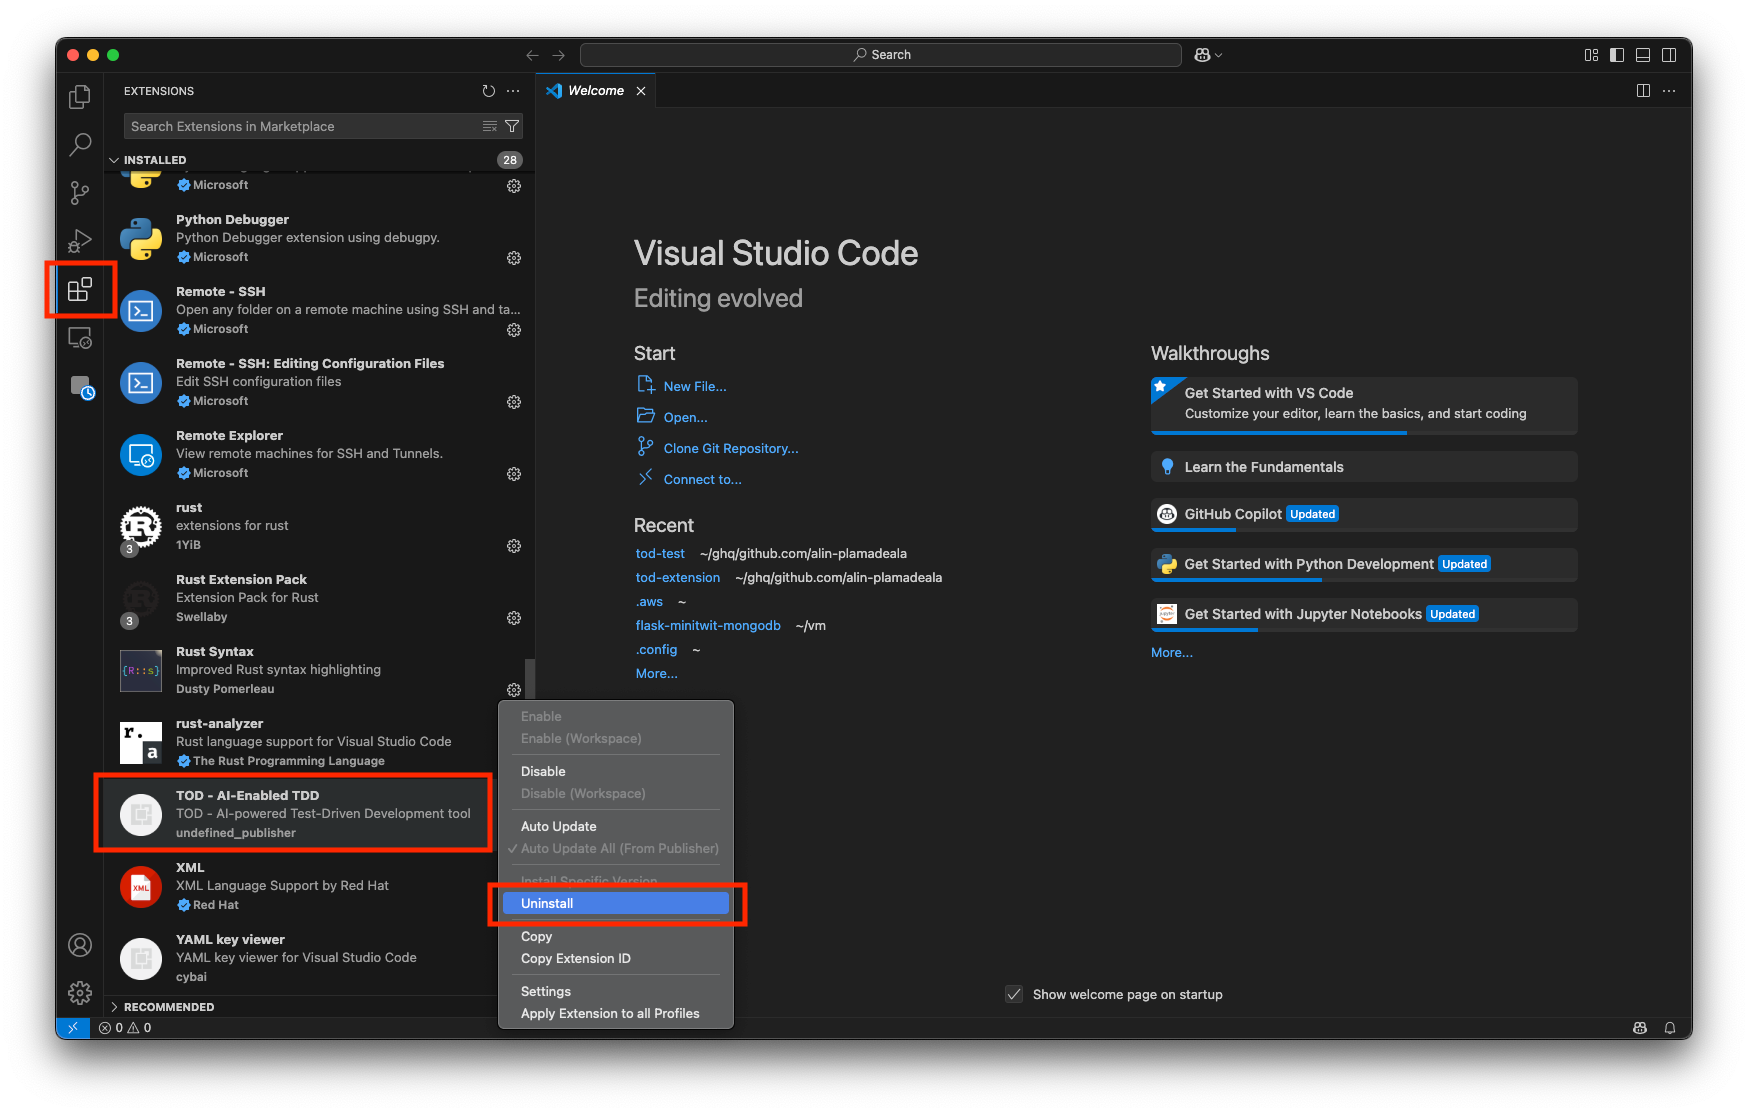 Search
EXTENSIONS
Welcome
Search Extensions in Marketplace
INSTALLED
28
Microsoft
Python Debugger
Python Debugger extension using debugpy.
Microsoft
Remote - SSH
Open any folder on a remote machine using SSH and ta...
Microsoft
Remote - SSH: Editing Configuration Files
Edit SSH configuration files
Microsoft
Remote Explorer
View remote machines for SSH and Tunnels.
Microsoft
rust
extensions for rust
1YiB
3
Rust Extension Pack
Extension Pack for Rust
Swellaby
3
{R::s}
Rust Syntax
Improved Rust syntax highlighting
Dusty Pomerleau
r.
a
rust-analyzer
Rust language support for Visual Studio Code
The Rust Programming Language
TOD - AI-Enabled TDD
TOD - AI-powered Test-Driven Development tool
undefined_publisher
XML
XML
XML Language Support by Red Hat
Red Hat
YAML key viewer
YAML key viewer for Visual Studio Code
cybai
RECOMMENDED
0
0
Enable
Enable (Workspace)
Disable
Disable (Workspace)
Auto Update
Auto Update All (From Publisher)
Install Specific Version
Uninstall
Copy
Copy Extension ID
Settings
Apply Extension to all Profiles
Visual Studio Code
Editing evolved
Start
New File...
Open...
Clone Git Repository...
Connect to...
Recent
tod-test ~/ghq/github.com/alin-plamadeala
tod-extension ~/ghq/github.com/alin-plamadeala
.aws ~
flask-minitwit-mongodb ~/vm
.config ~
More...
Walkthroughs
Get Started with VS Code
Customize your editor, learn the basics, and start coding
Learn the Fundamentals
GitHub Copilot Updated
Get Started with Python Development Updated
Get Started with Jupyter Notebooks Updated
More...
Show welcome page on startup